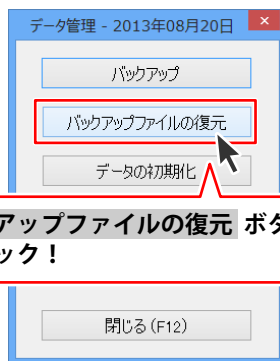 データ管理 - 2013年08月20日
バックアップ
バックアップファイルの復元
データの初期化
アップファイルの復元 ボタ
ック！
閉じる(F12)